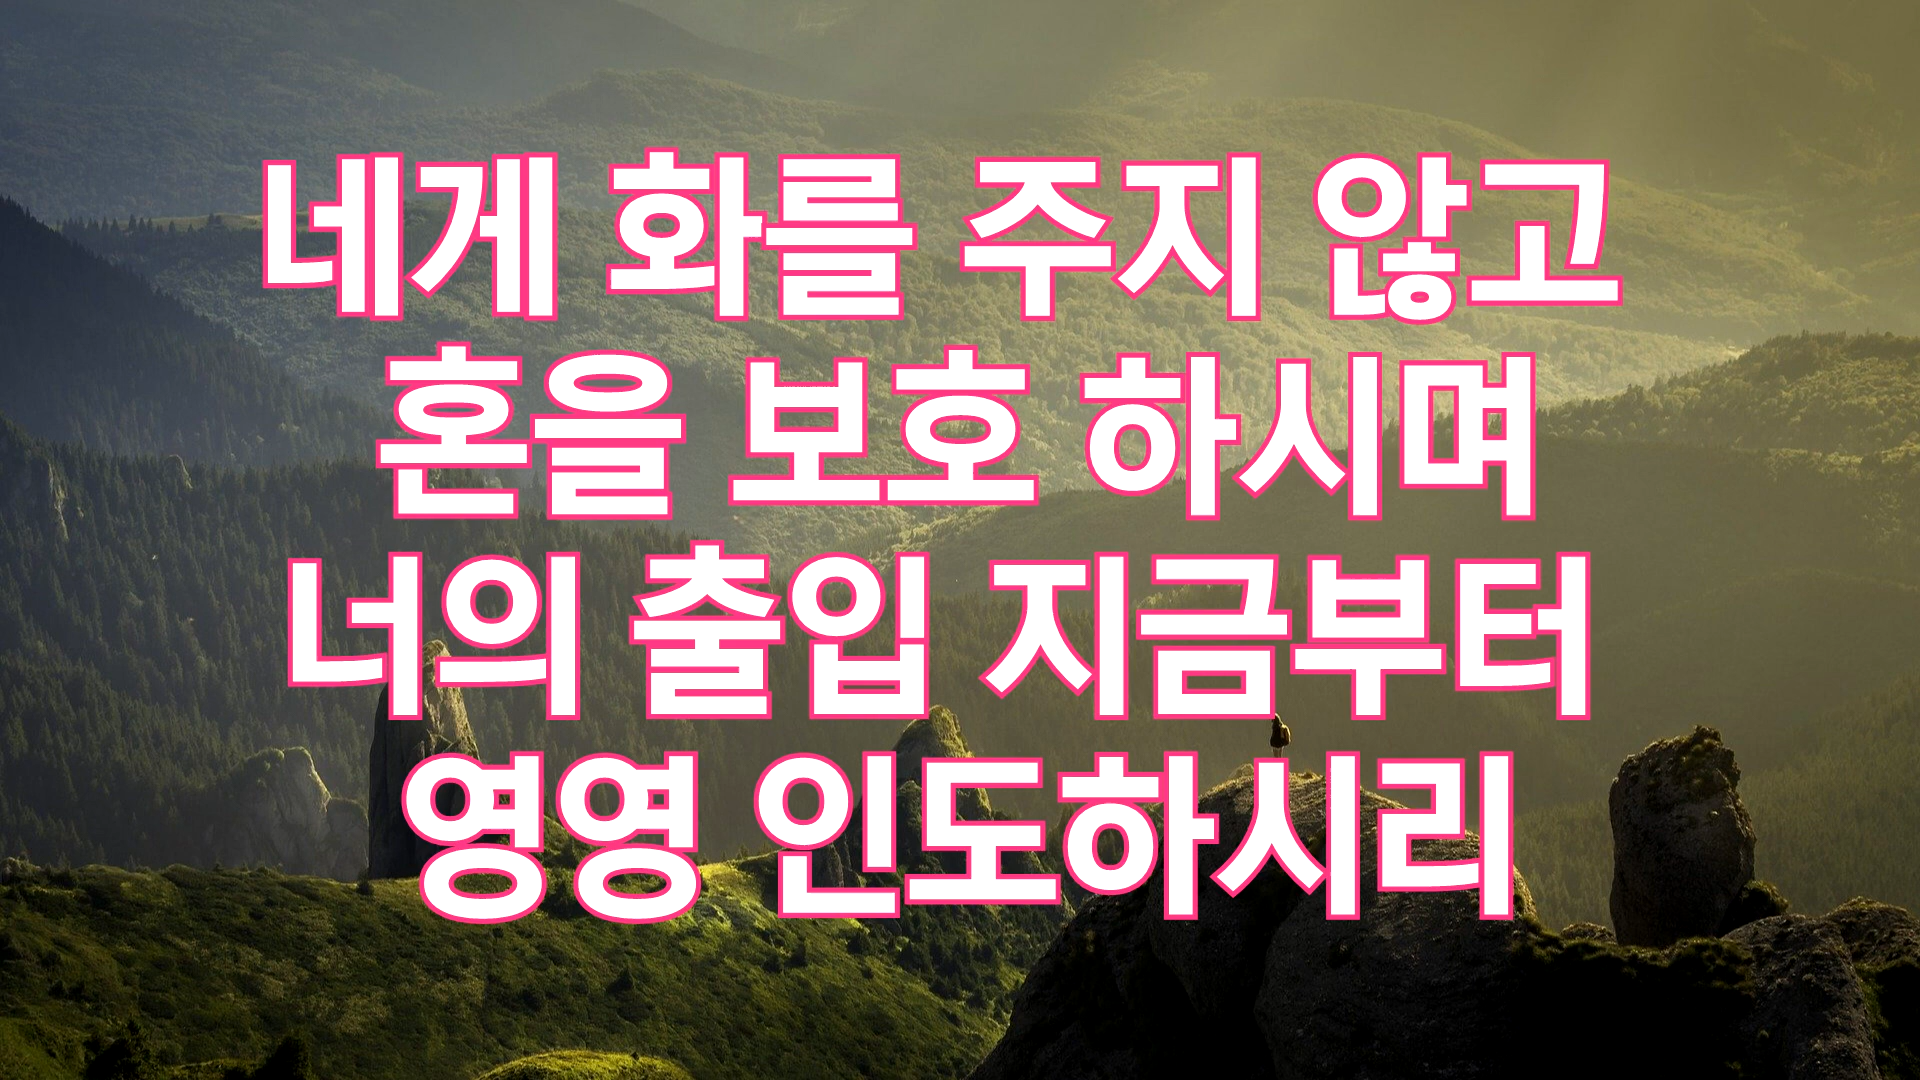 네게 화를 주지 않고
혼을 보호 하시며
너의 출입 지금부터
영영 인도하시리